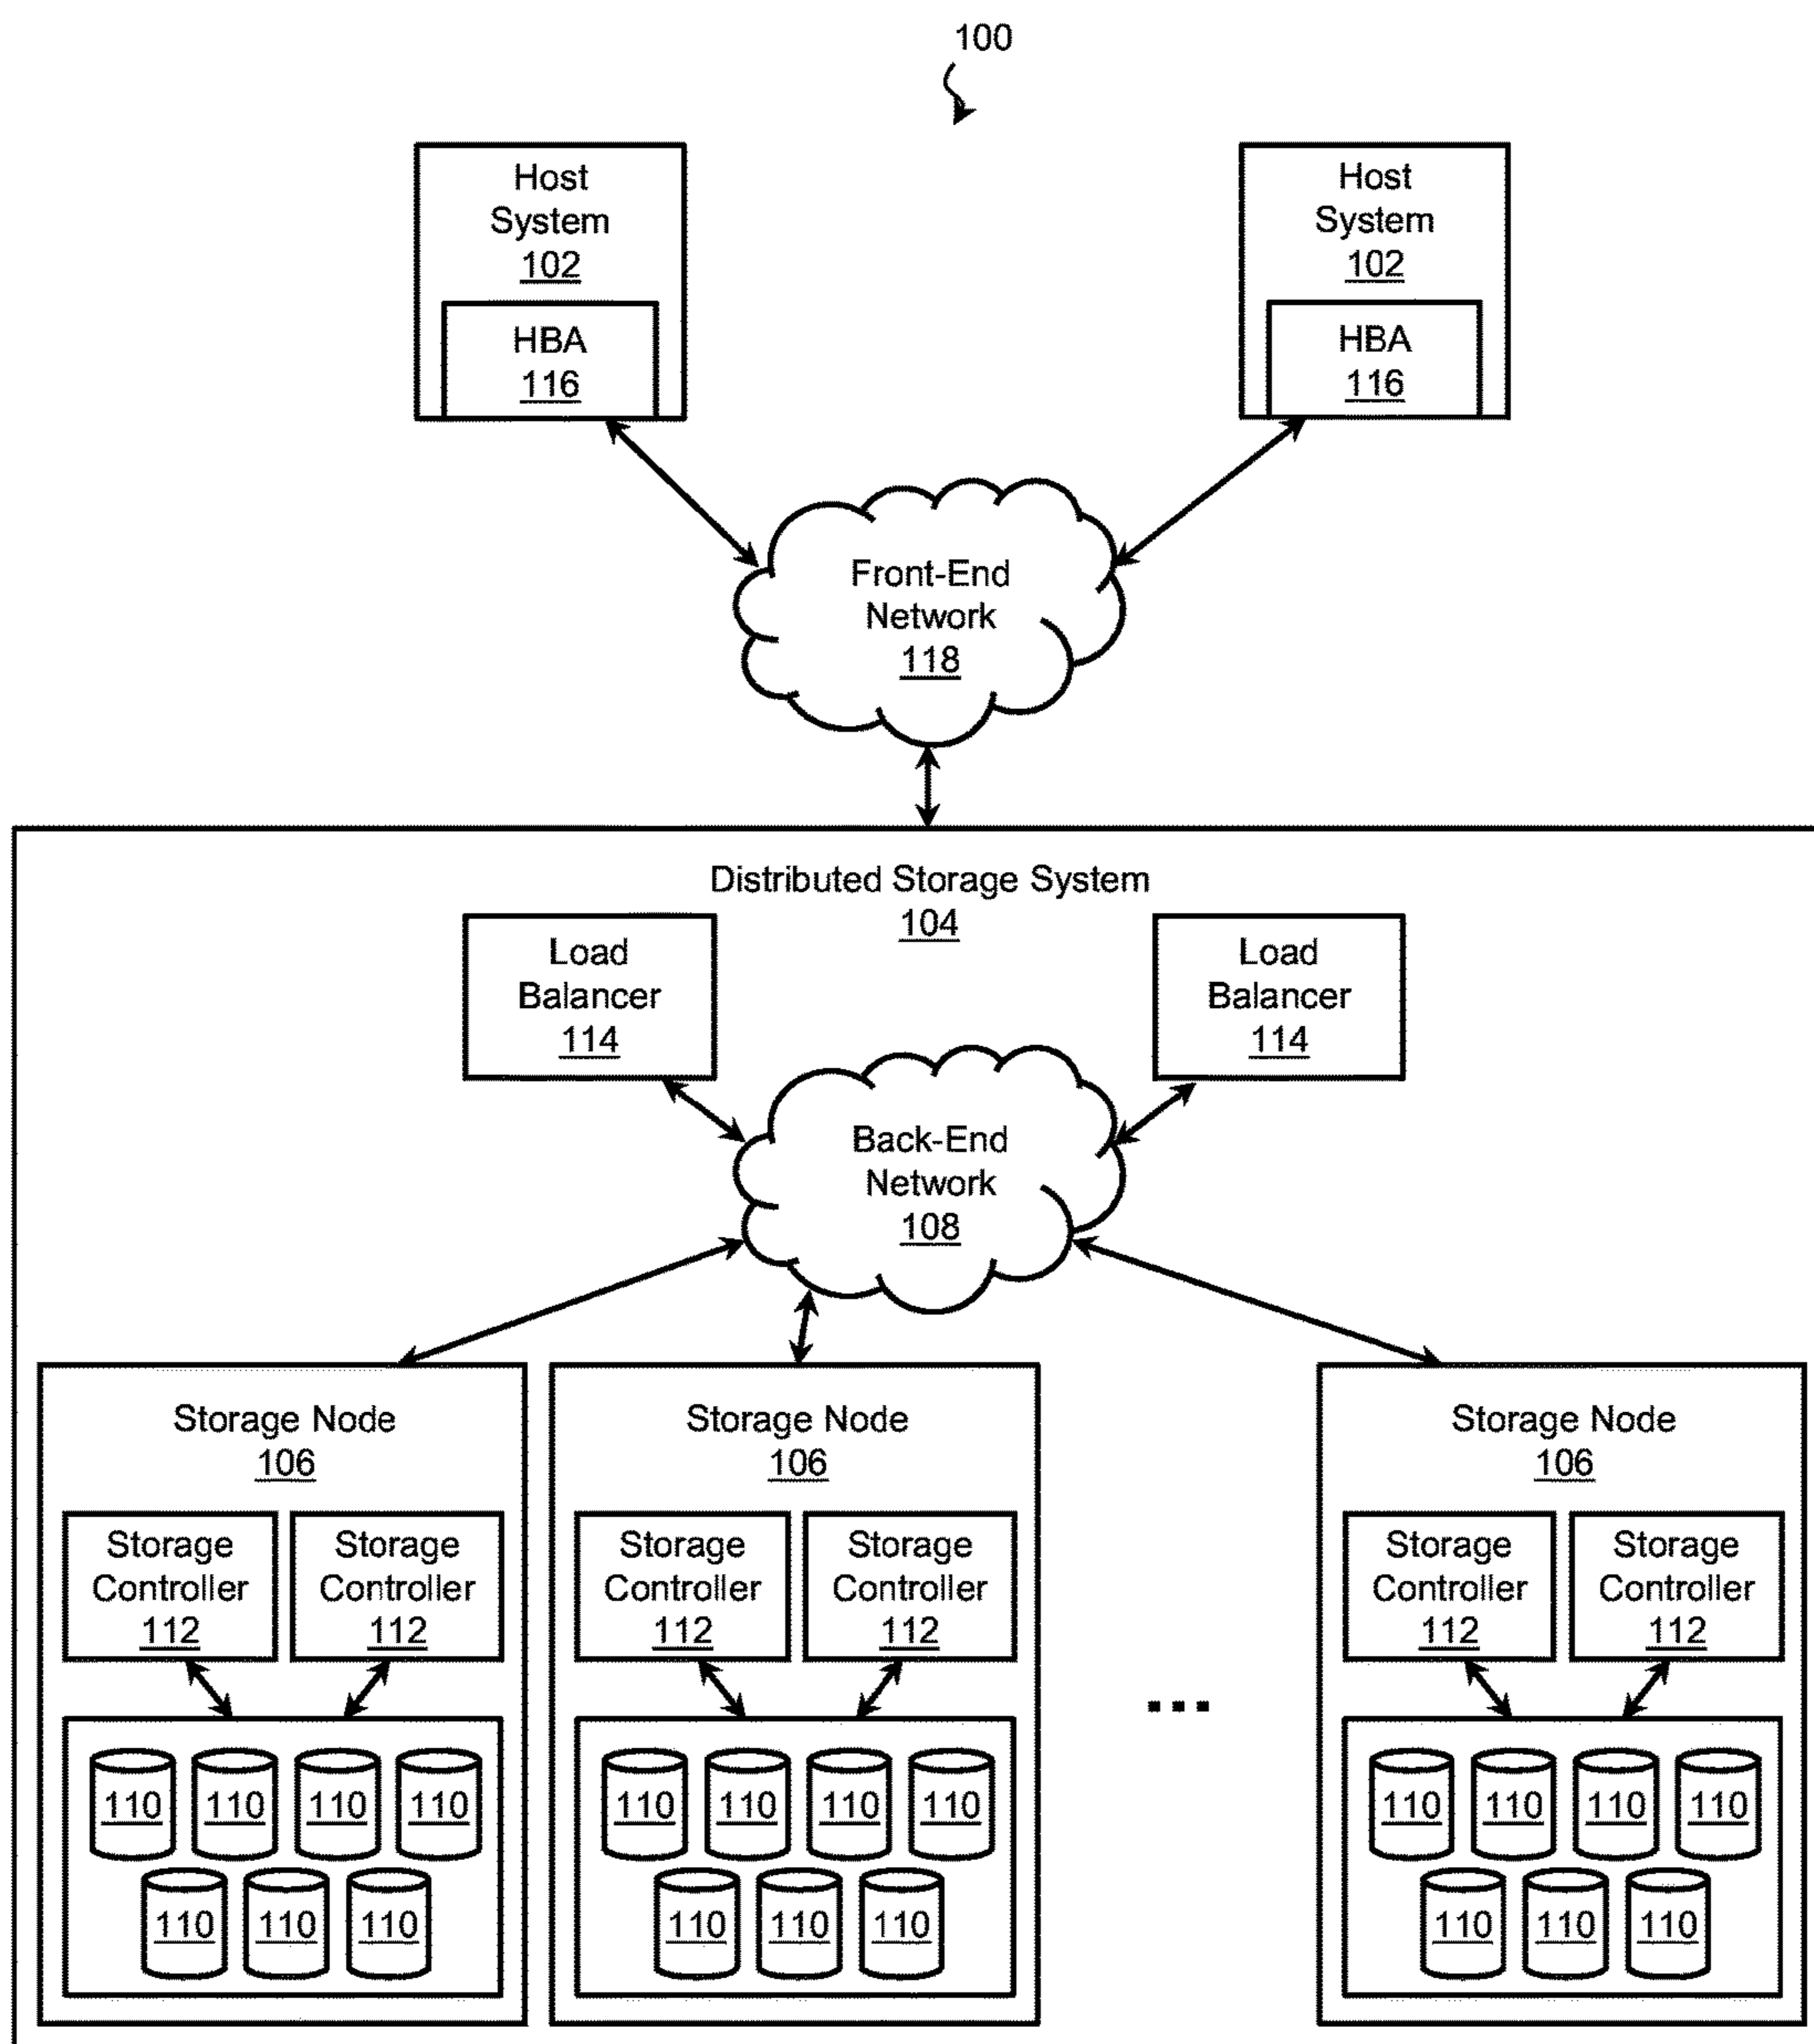 100
Host
System
102
HBA
116
Host
System
102
HBA
116
Front-End
Network
118
Distributed Storage System
104
Load
Balancer
114
Load
Balancer
114
Back-End
Network
108
Storage Node
106
Storage
Controller
112
Storage
Controller
112
110 110 110 110
110 110 110
Storage Node
106
Storage
Controller
112
Storage
Controller
112
110 110 110 110
110 110 110
...
Storage Node
106
Storage
Controller
112
Storage
Controller
112
110 110 110 110
110 110 110